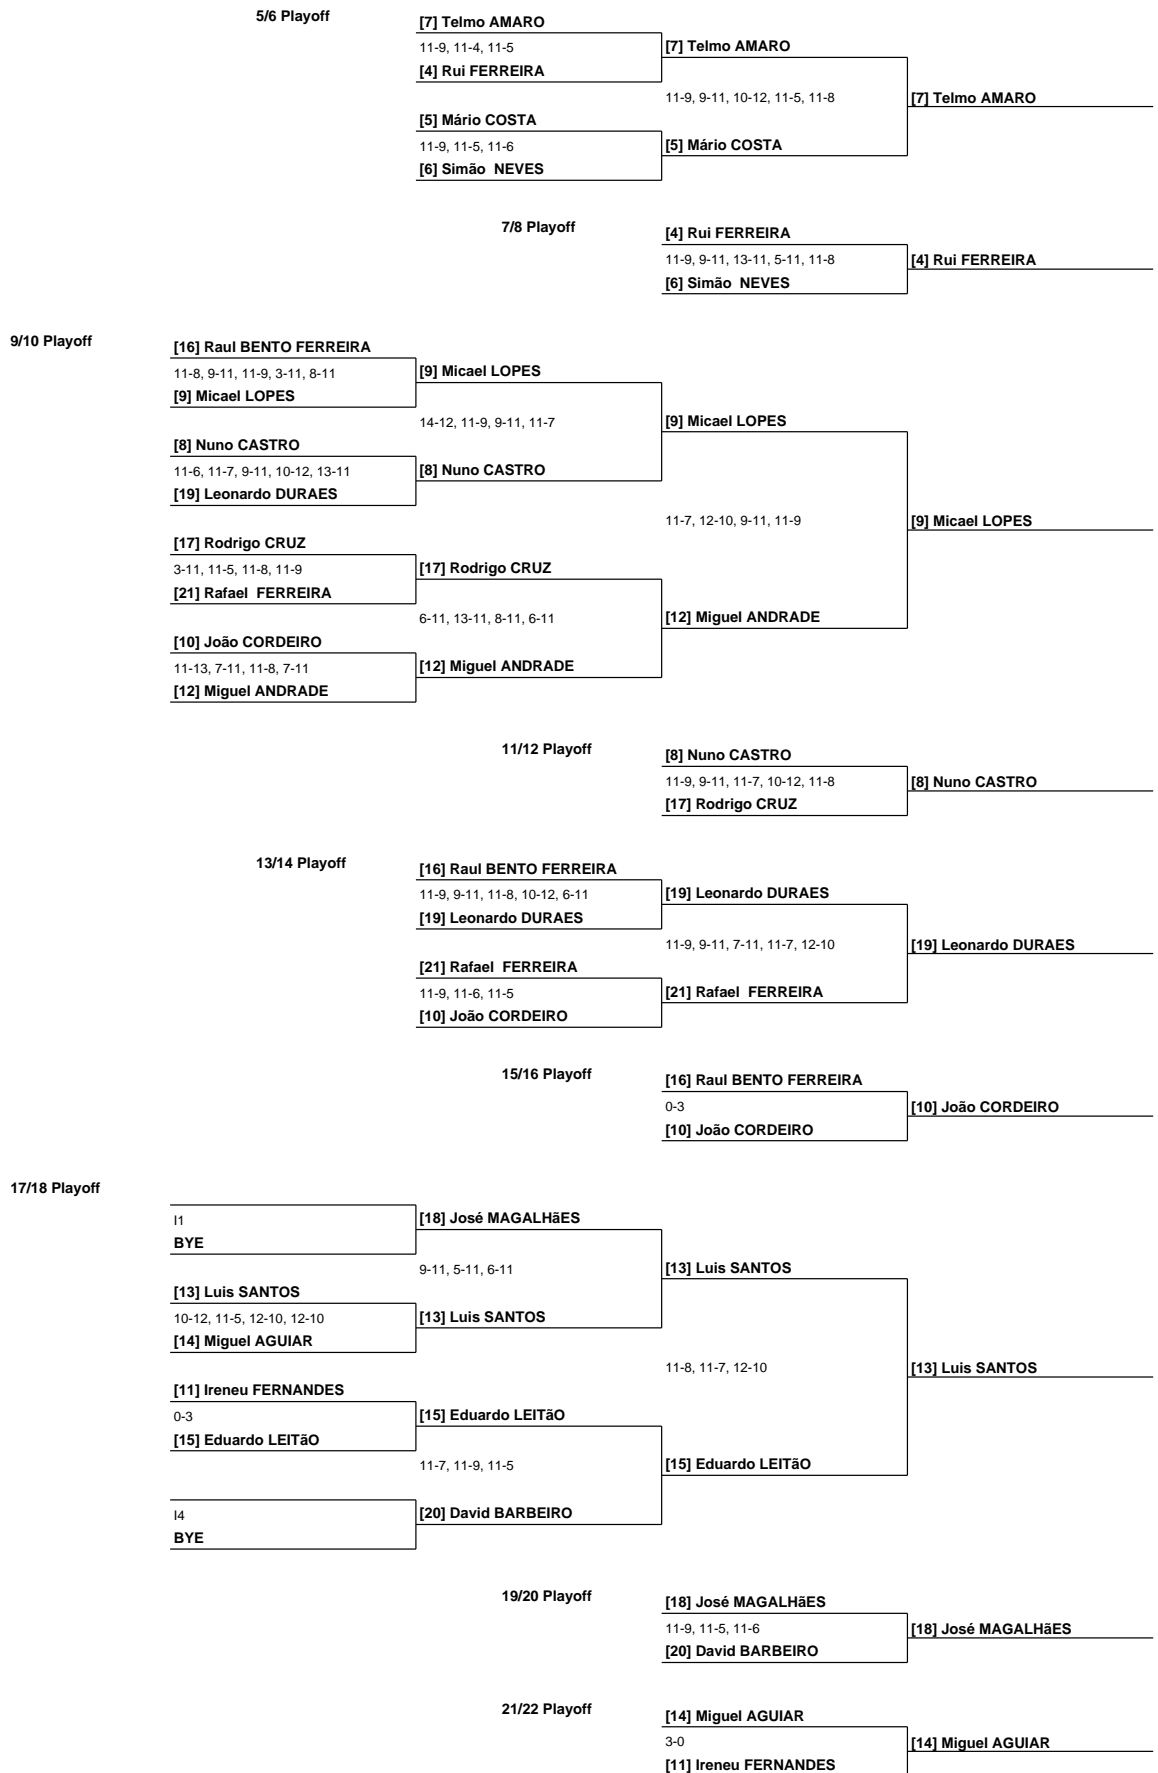 5/6 Playoff
[7] Telmo AMARO
11-9, 11-4, 11-5
[7] Telmo AMARO
[4] Rui FERREIRA
11-9, 9-11, 10-12, 11-5, 11-8
[7] Telmo AMARO
[5] Mário COSTA
11-9, 11-5, 11-6
[5] Mário COSTA
[6] Simão  NEVES
7/8 Playoff
[4] Rui FERREIRA
11-9, 9-11, 13-11, 5-11, 11-8
[4] Rui FERREIRA
[6] Simão  NEVES
9/10 Playoff
[16] Raul BENTO FERREIRA
11-8, 9-11, 11-9, 3-11, 8-11
[9] Micael LOPES
[9] Micael LOPES
14-12, 11-9, 9-11, 11-7
[9] Micael LOPES
[8] Nuno CASTRO
11-6, 11-7, 9-11, 10-12, 13-11
[8] Nuno CASTRO
[19] Leonardo DURAES
11-7, 12-10, 9-11, 11-9
[9] Micael LOPES
[17] Rodrigo CRUZ
3-11, 11-5, 11-8, 11-9
[17] Rodrigo CRUZ
[21] Rafael  FERREIRA
6-11, 13-11, 8-11, 6-11
[12] Miguel ANDRADE
[10] João CORDEIRO
11-13, 7-11, 11-8, 7-11
[12] Miguel ANDRADE
[12] Miguel ANDRADE
11/12 Playoff
[8] Nuno CASTRO
11-9, 9-11, 11-7, 10-12, 11-8
[8] Nuno CASTRO
[17] Rodrigo CRUZ
13/14 Playoff
[16] Raul BENTO FERREIRA
11-9, 9-11, 11-8, 10-12, 6-11
[19] Leonardo DURAES
[19] Leonardo DURAES
11-9, 9-11, 7-11, 11-7, 12-10
[19] Leonardo DURAES
[21] Rafael  FERREIRA
11-9, 11-6, 11-5
[21] Rafael  FERREIRA
[10] João CORDEIRO
15/16 Playoff
[16] Raul BENTO FERREIRA
0-3
[10] João CORDEIRO
[10] João CORDEIRO
17/18 Playoff
I1
[18] José MAGALHãES
BYE
9-11, 5-11, 6-11
[13] Luis SANTOS
[13] Luis SANTOS
10-12, 11-5, 12-10, 12-10
[13] Luis SANTOS
[14] Miguel AGUIAR
11-8, 11-7, 12-10
[13] Luis SANTOS
[11] Ireneu FERNANDES
0-3
[15] Eduardo LEITãO
[15] Eduardo LEITãO
11-7, 11-9, 11-5
[15] Eduardo LEITãO
I4
[20] David BARBEIRO
BYE
19/20 Playoff
[18] José MAGALHãES
11-9, 11-5, 11-6
[18] José MAGALHãES
[20] David BARBEIRO
21/22 Playoff
[14] Miguel AGUIAR
3-0
[14] Miguel AGUIAR
[11] Ireneu FERNANDES